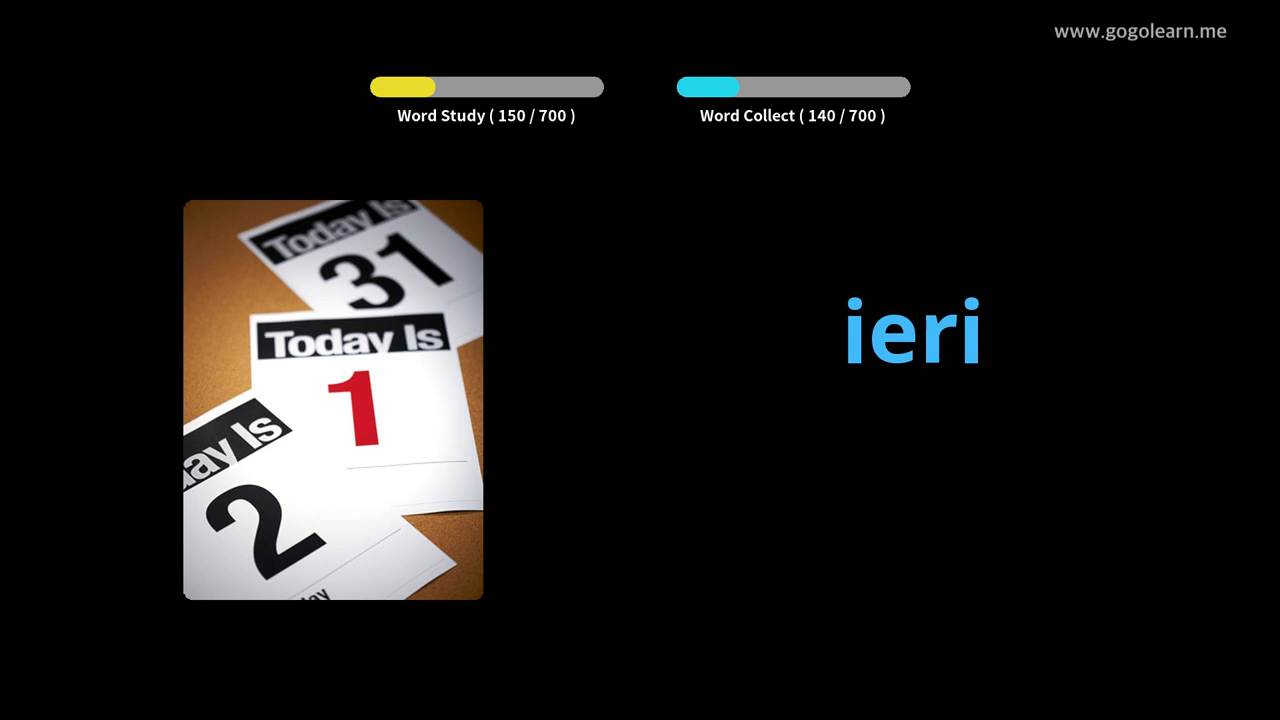 www.gogolearn.me
Word Study ( 150 / 700 )
Word Collect ( 140 / 700 )
Today Is
31
Today Is
1
ay Is
2
ay
ieri